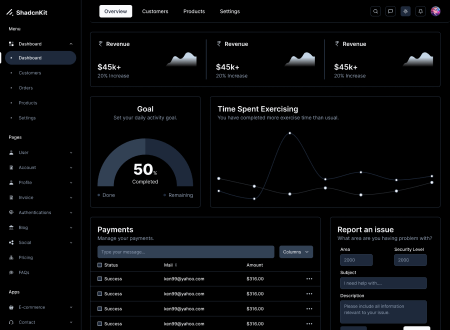 ShadcnKit
Menu
Dashboard
Dashboard
Customers
Orders
Products
Settings
Pages
User
Account
Profile
Invoice
Authentications
Blog
Social
Pricing
FAQs
Apps
E-commerce
Contact
Overview Customers Products Settings
₹ Revenue
$45k+
20% Increase
₹ Revenue
$45k+
20% Increase
₹ Revenue
$45k+
20% Increase
Goal
Set your daily activity goal.
50%
Completed
Done Remaining
Time Spent Exercising
You have completed more exercise time than usual.
Payments
Manage your payments.
Type your message... Columns
Status Mail Amount
Success ken99@yahoo.com $316.00 ...
Success ken99@yahoo.com $316.00 ...
Success ken99@yahoo.com $316.00 ...
Success ken99@yahoo.com $316.00 ...
Report an issue
What area are you having problem with?
Area Security Level
2000 2000
Subject
I need help with...
Description
Please include all information
relevant to your issue.